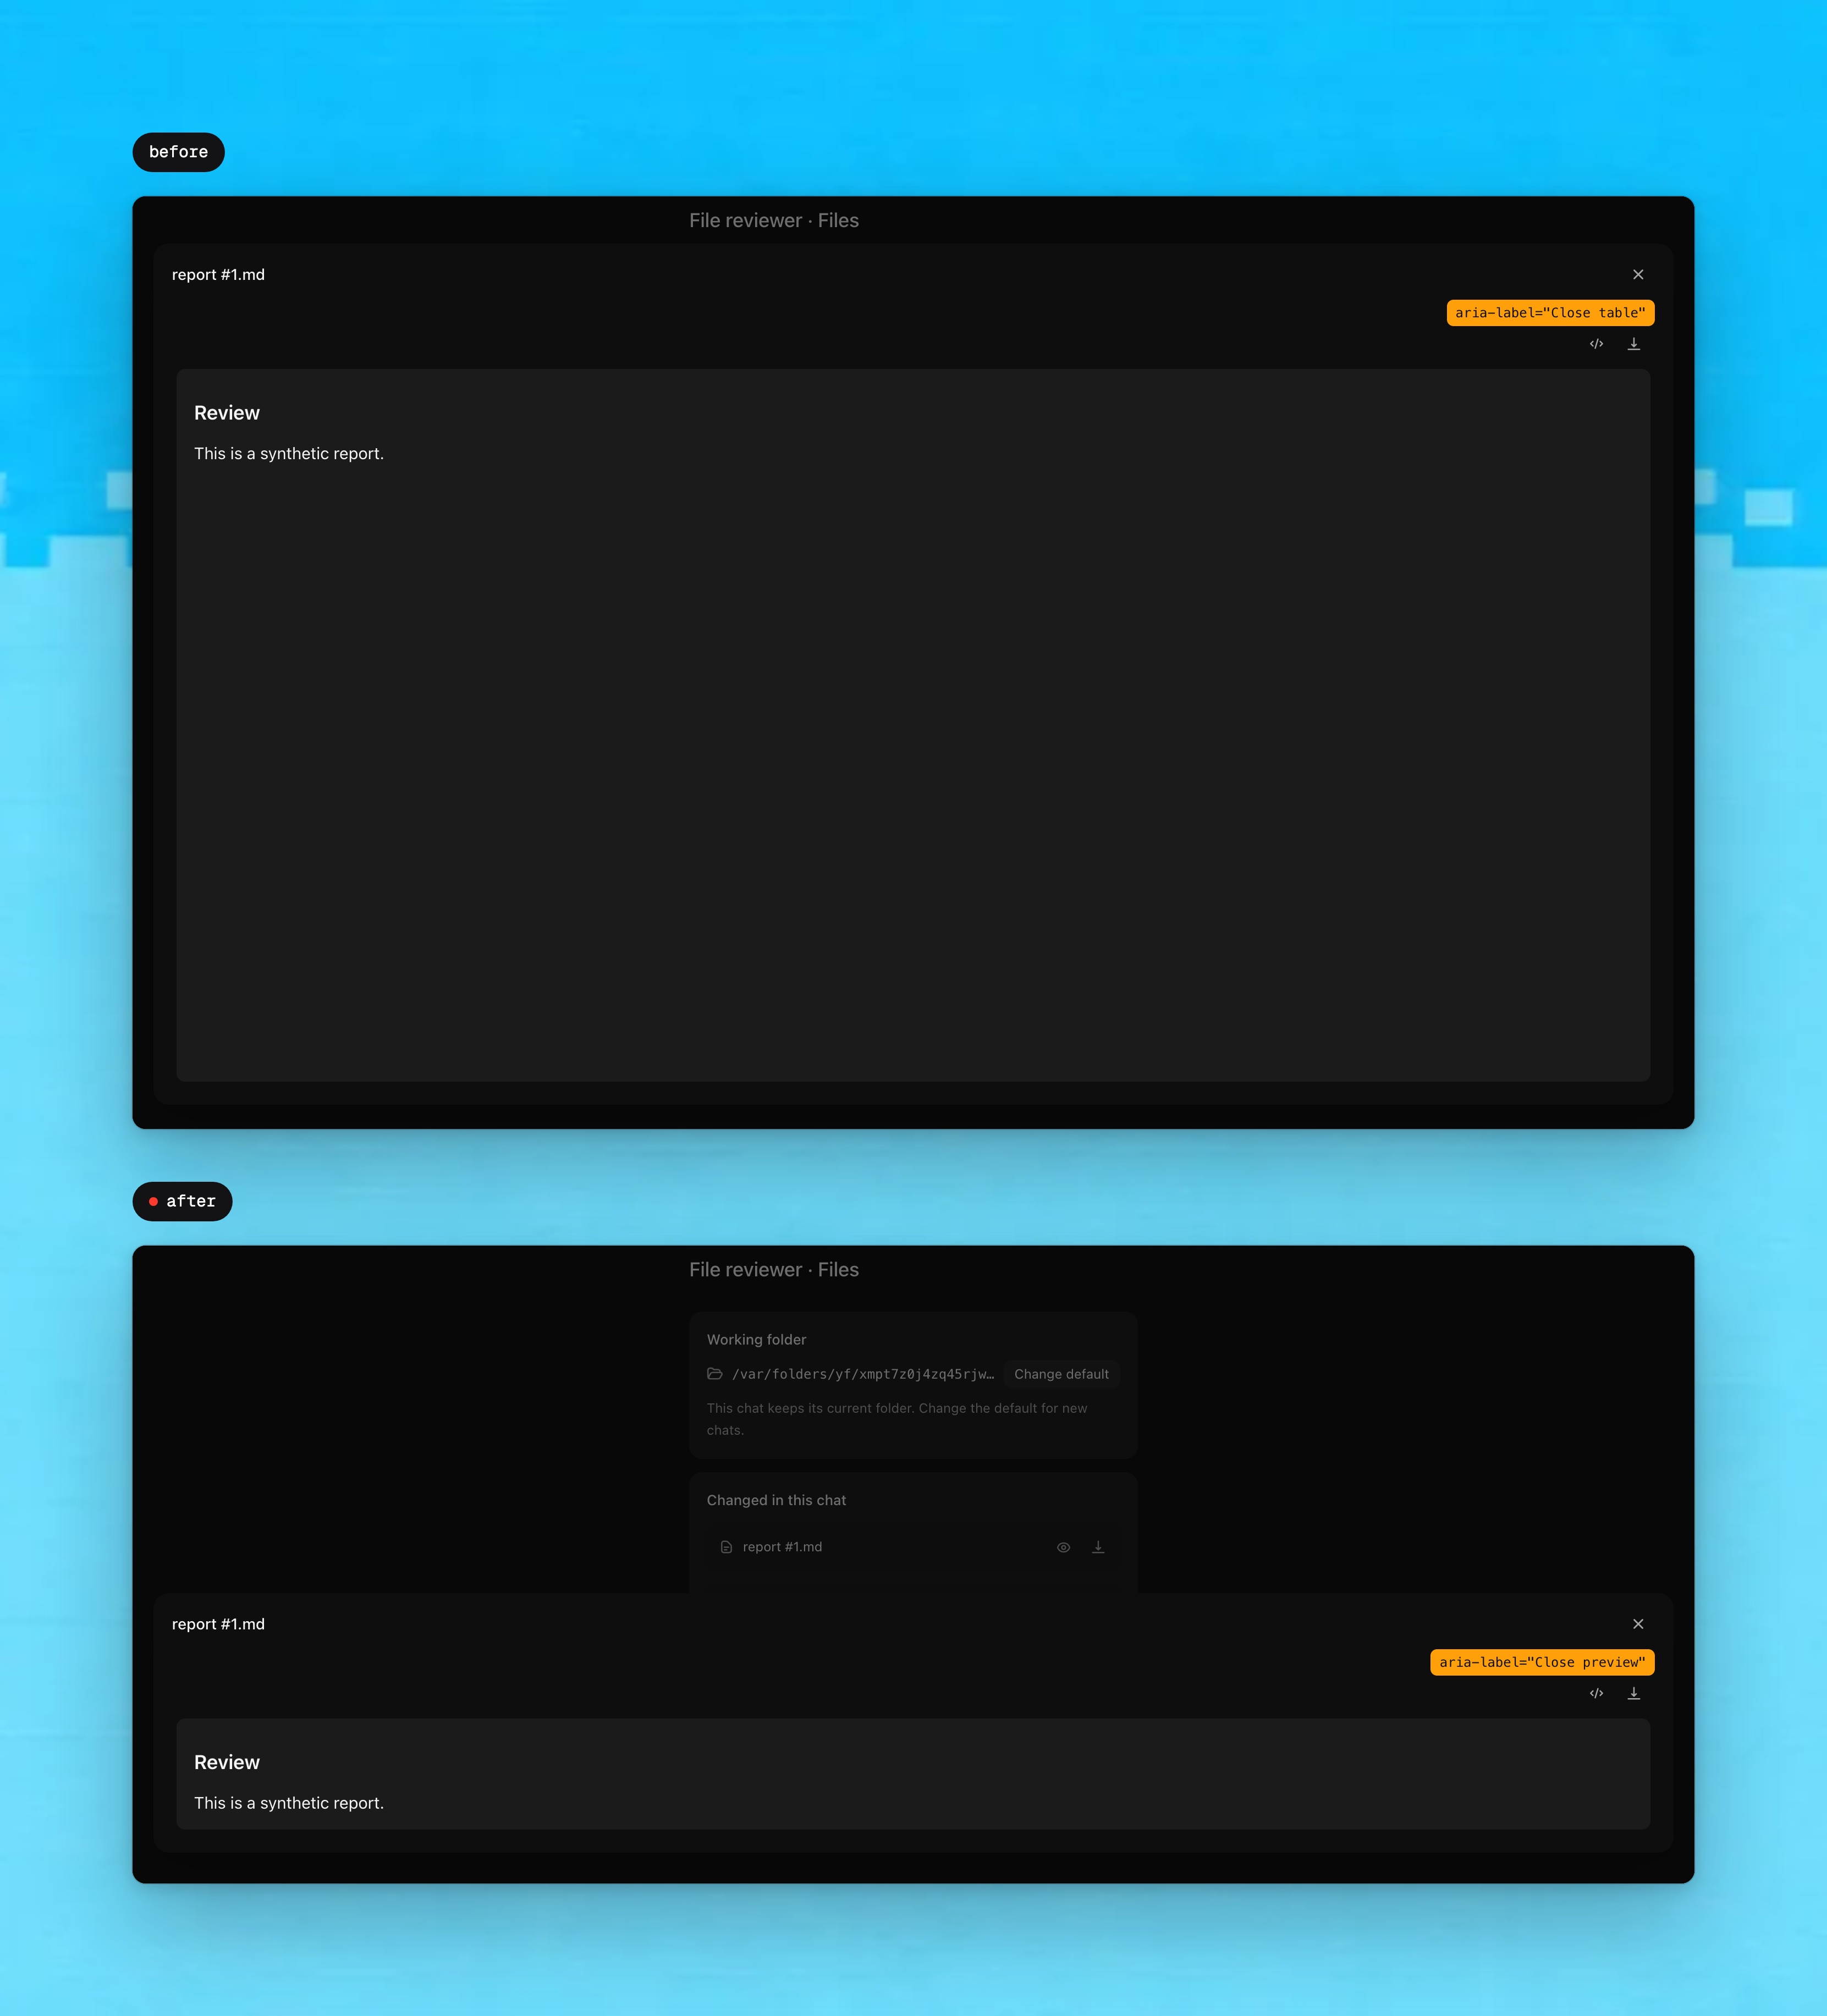 before
File reviewer · Files
report #1.md
aria-label="Close table"
Review
This is a synthetic report.
after
File reviewer · Files
Working folder
/var/folders/yf/xmpt7z0j4zq45rjw… Change default
This chat keeps its current folder. Change the default for new
chats.
Changed in this chat
report #1.md
report #1.md
aria-label="Close preview"
Review
This is a synthetic report.